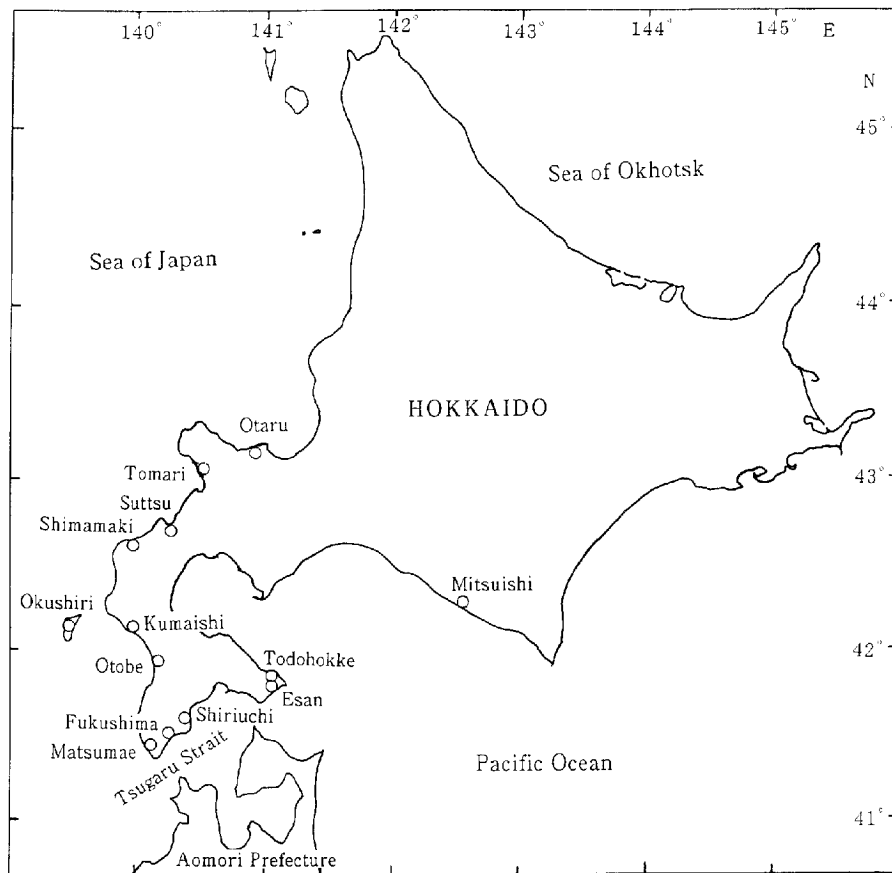 140° 141° 142° 143° 144° 145° E
N
45°
Sea of Okhotsk
Sea of Japan
44°
HOKKAIDO
Otaru
Tomari
43°
Suttsu
Shimamaki
Mitsuishi
Okushiri
Kumaishi
42°
Otobe
Todohokke
Esan
Fukushima
Shiriuchi
Matsumae
Tsugaru Strait
Pacific Ocean
41°
Aomori Prefecture